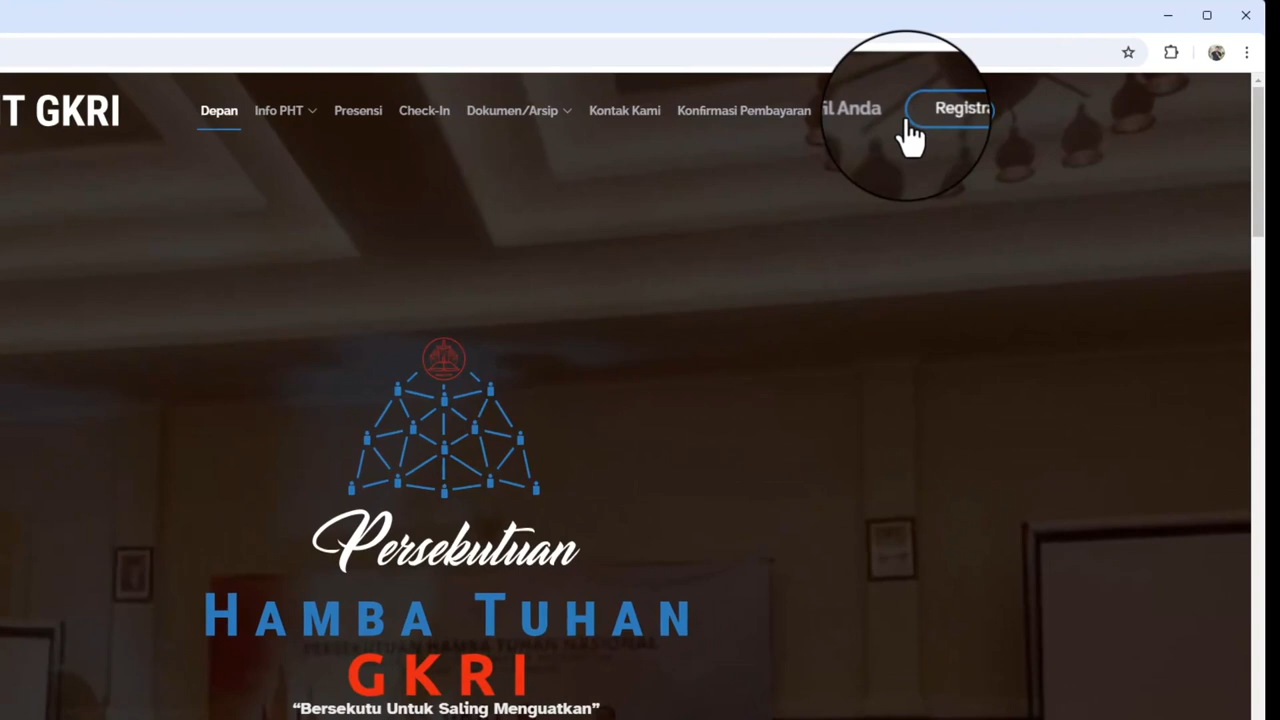 T GKRI
Depan Info PHT Presensi Check-In Dokumen/Arsip Kontak Kami Konfirmasi Pembayaran il Anda Registra
Persekutuan
HAMBA TUHAN
GKRI
“Bersekutu Untuk Saling Menguatkan”